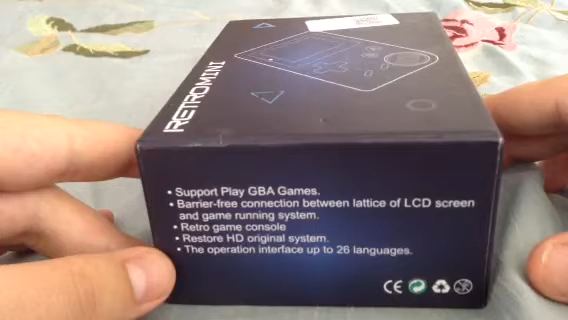 RETROMINI
• Support Play GBA Games.
• Barrier-free connection between lattice of LCD screen
and game running system.
• Retro game console
• Restore HD original system.
• The operation interface up to 26 languages.
CE